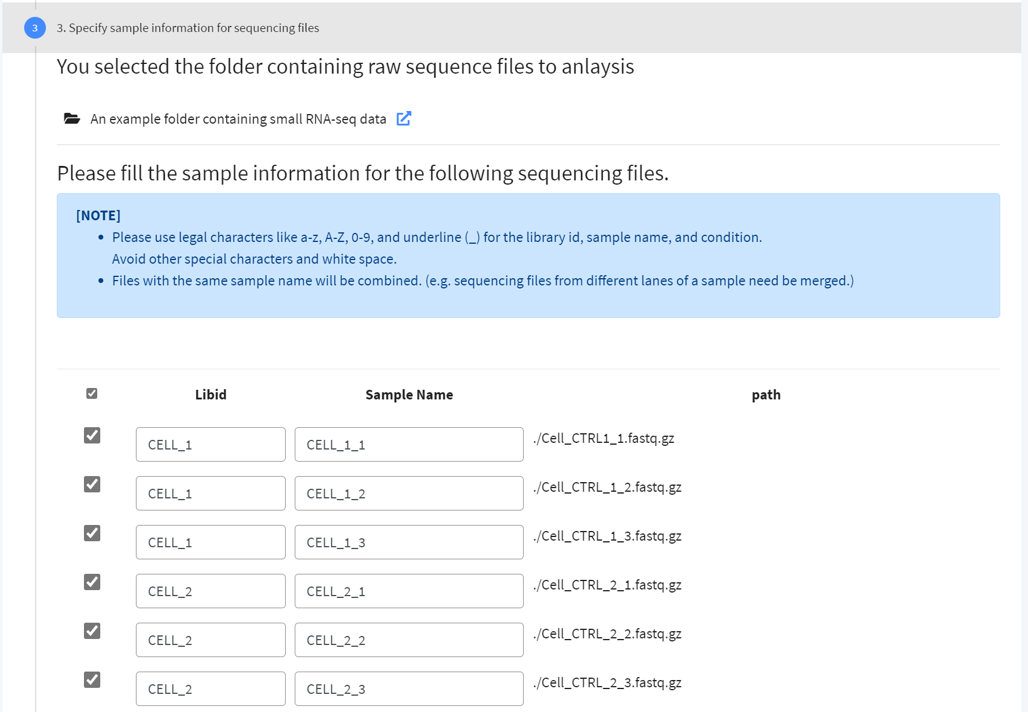 3 3. Specify sample information for sequencing files
You selected the folder containing raw sequence files to anlaysis
An example folder containing small RNA-seq data
Please fill the sample information for the following sequencing files.
[NOTE]
• Please use legal characters like a-z, A-Z, 0-9, and underline (_) for the library id, sample name, and condition.
Avoid other special characters and white space.
• Files with the same sample name will be combined. (e.g. sequencing files from different lanes of a sample need be merged.)
Libid Sample Name path
CELL_1 CELL_1_1 ./Cell_CTRL1_1.fastq.gz
CELL_1 CELL_1_2 ./Cell_CTRL_1_2.fastq.gz
CELL_1 CELL_1_3 ./Cell_CTRL_1_3.fastq.gz
CELL_2 CELL_2_1 ./Cell_CTRL_2_1.fastq.gz
CELL_2 CELL_2_2 ./Cell_CTRL_2_2.fastq.gz
CELL_2 CELL_2_3 ./Cell_CTRL_2_3.fastq.gz